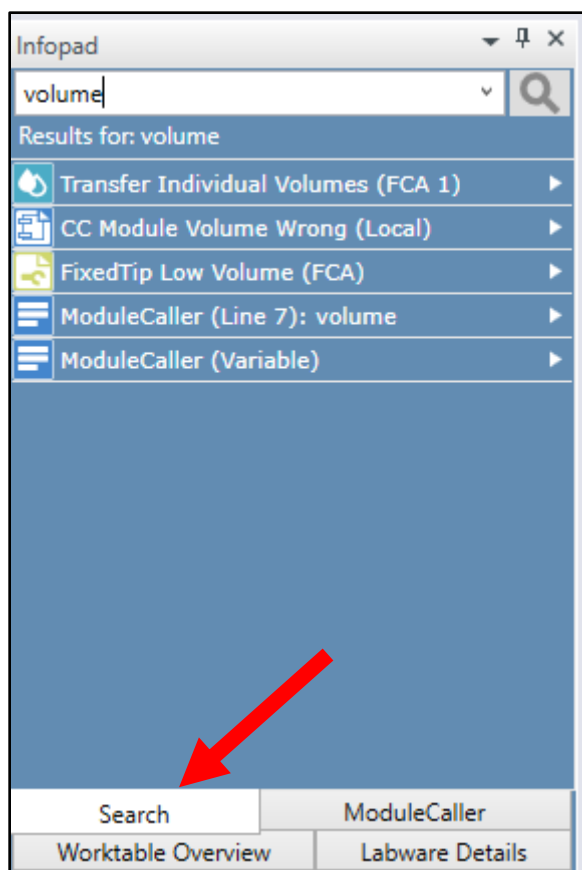 Infopad
volume
Results for: volume
Transfer Individual Volumes (FCA 1)
CC Module Volume Wrong (Local)
FixedTip Low Volume (FCA)
ModuleCaller (Line 7): volume
ModuleCaller (Variable)
Search ModuleCaller
Worktable Overview Labware Details